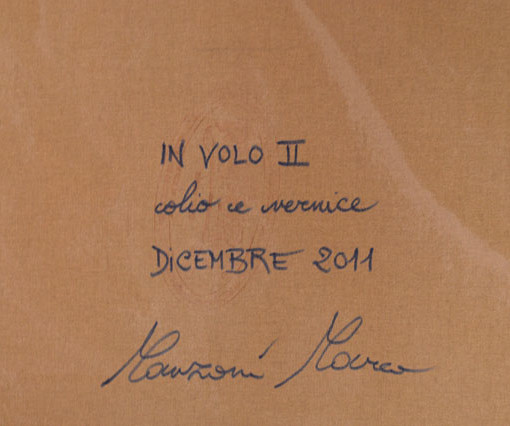 IN VOLO II
olio e vernice
DICEMBRE 2011
Manzoni Marco